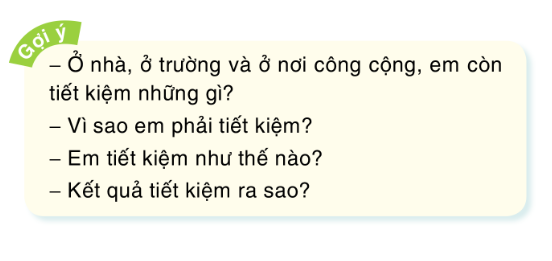 Gợi ý
– Ở nhà, ở trường và ở nơi công cộng, em còn
tiết kiệm những gì?
– Vì sao em phải tiết kiệm?
– Em tiết kiệm như thế nào?
– Kết quả tiết kiệm ra sao?